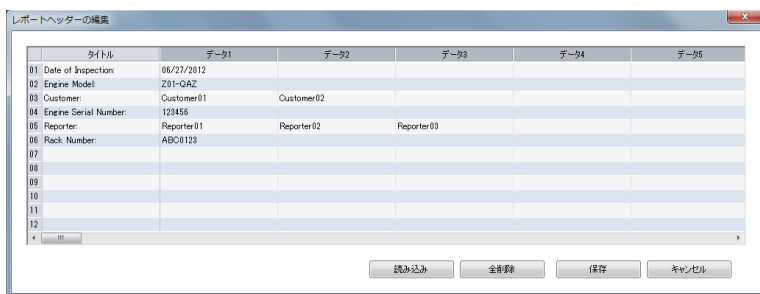 レポートヘッダーの編集
タイトル データ1 データ2 データ3 データ4 データ5
01 Date of Inspection: 06/27/2012
02 Engine Model: Z01-QAZ
03 Customer: Customer01 Customer02
04 Engine Serial Number: 123456
05 Reporter: Reporter01 Reporter02 Reporter03
06 Rack Number: ABC0123
07
08
09
10
11
12
読み込み 全削除 保存 キャンセル